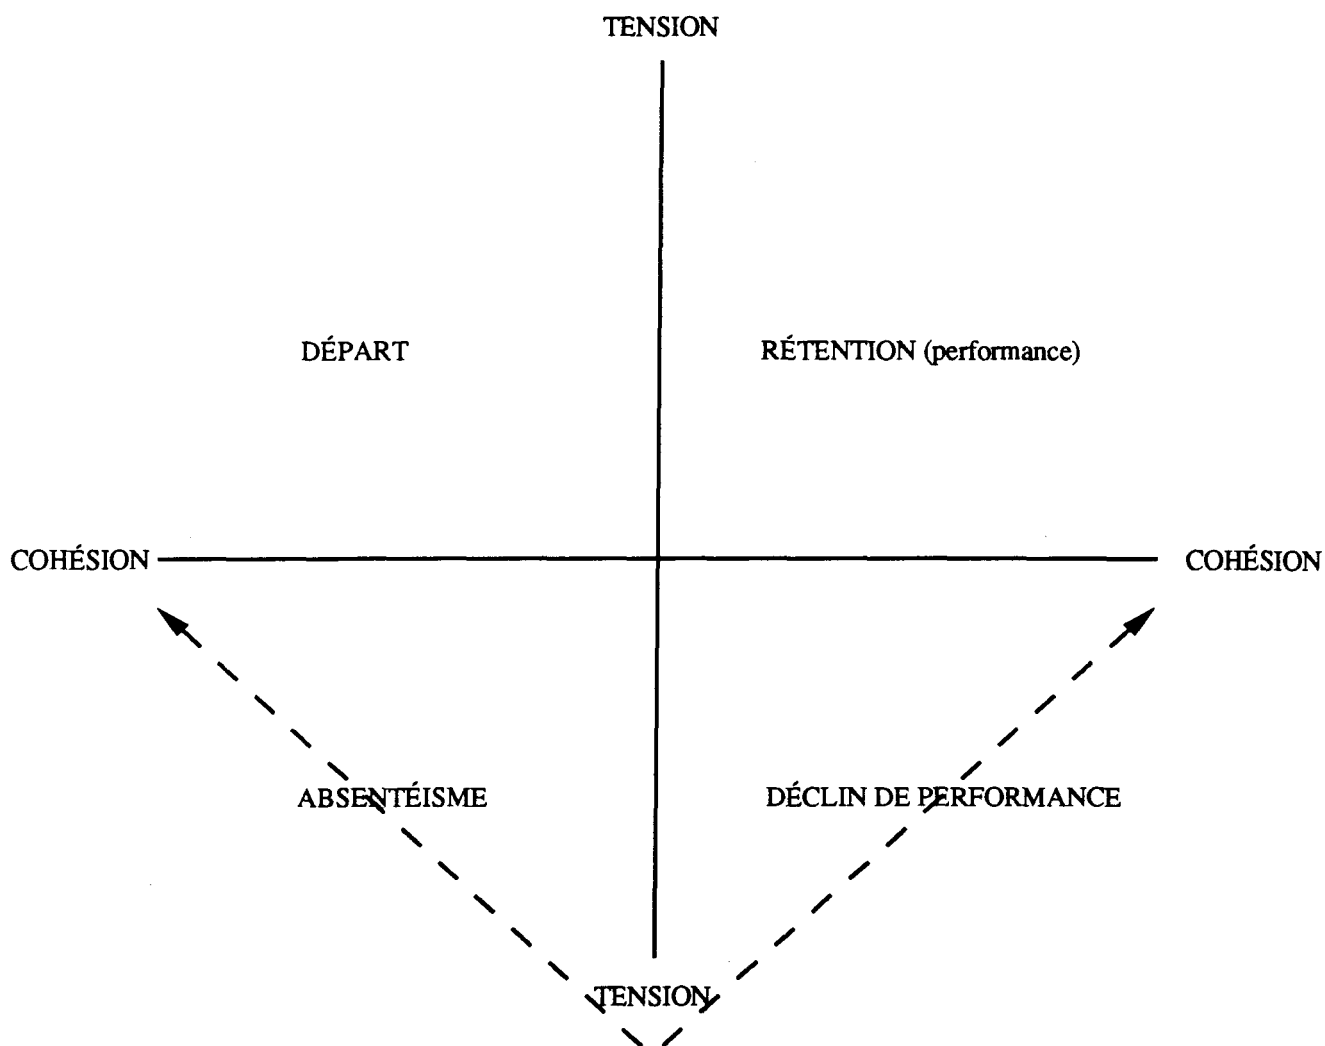 TENSION
DÉPART
RÉTENTION (performance)
COHÉSION
COHÉSION
ABSENTÉISME
DÉCLIN DE PERFORMANCE
TENSION